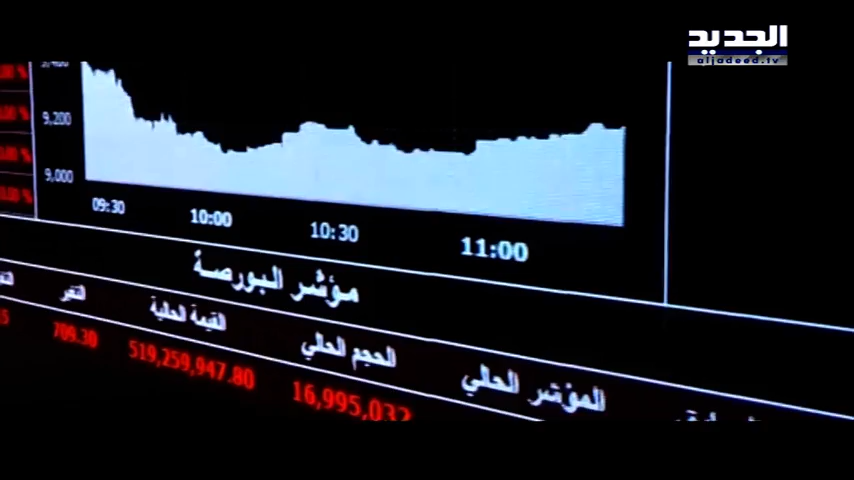 الجديد
aljadeed.tv
9,200
9,000
09:30 10:00 10:30 11:00
مؤشر البورصة
المؤشر الحالي الحجم الحالي القيمة الحالية التغير
16,995,032 519,259,947.80 709.30